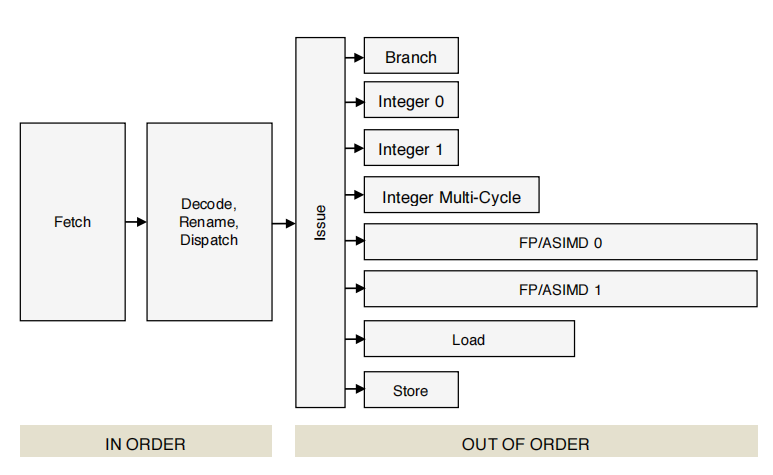 Fetch
Decode,
Rename,
Dispatch
Issue
Branch
Integer 0
Integer 1
Integer Multi-Cycle
FP/ASIMD 0
FP/ASIMD 1
Load
Store
IN ORDER
OUT OF ORDER